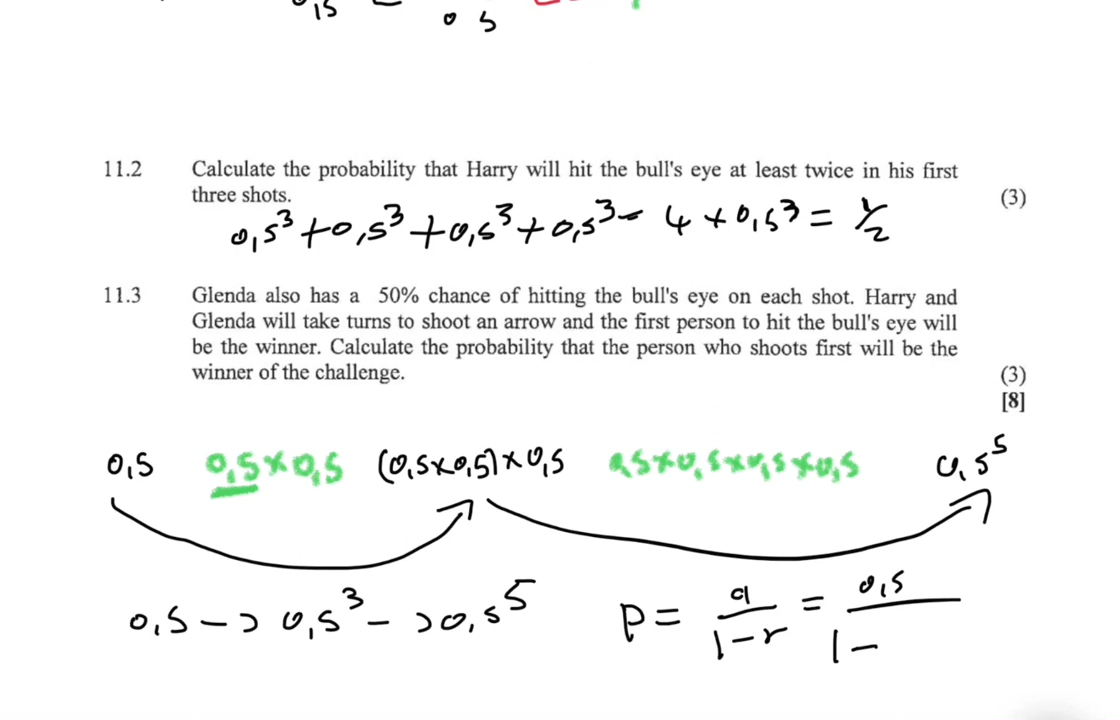 0,5
11.2 Calculate the probability that Harry will hit the bull's eye at least twice in his first
three shots. (3)
0,5³ + 0,5³ + 0,5³ + 0,5³ = 4 × 0,5³ = 1/2
11.3 Glenda also has a 50% chance of hitting the bull's eye on each shot. Harry and
Glenda will take turns to shoot an arrow and the first person to hit the bull's eye will
be the winner. Calculate the probability that the person who shoots first will be the
winner of the challenge. (3)
[8]
0,5 0,5×0,5 (0,5×0,5)×0,5 0,5×0,5×0,5×0,5 0,5⁵
0,5 -> 0,5³ -> 0,5⁵ P = a/1-r = 0,5/1-